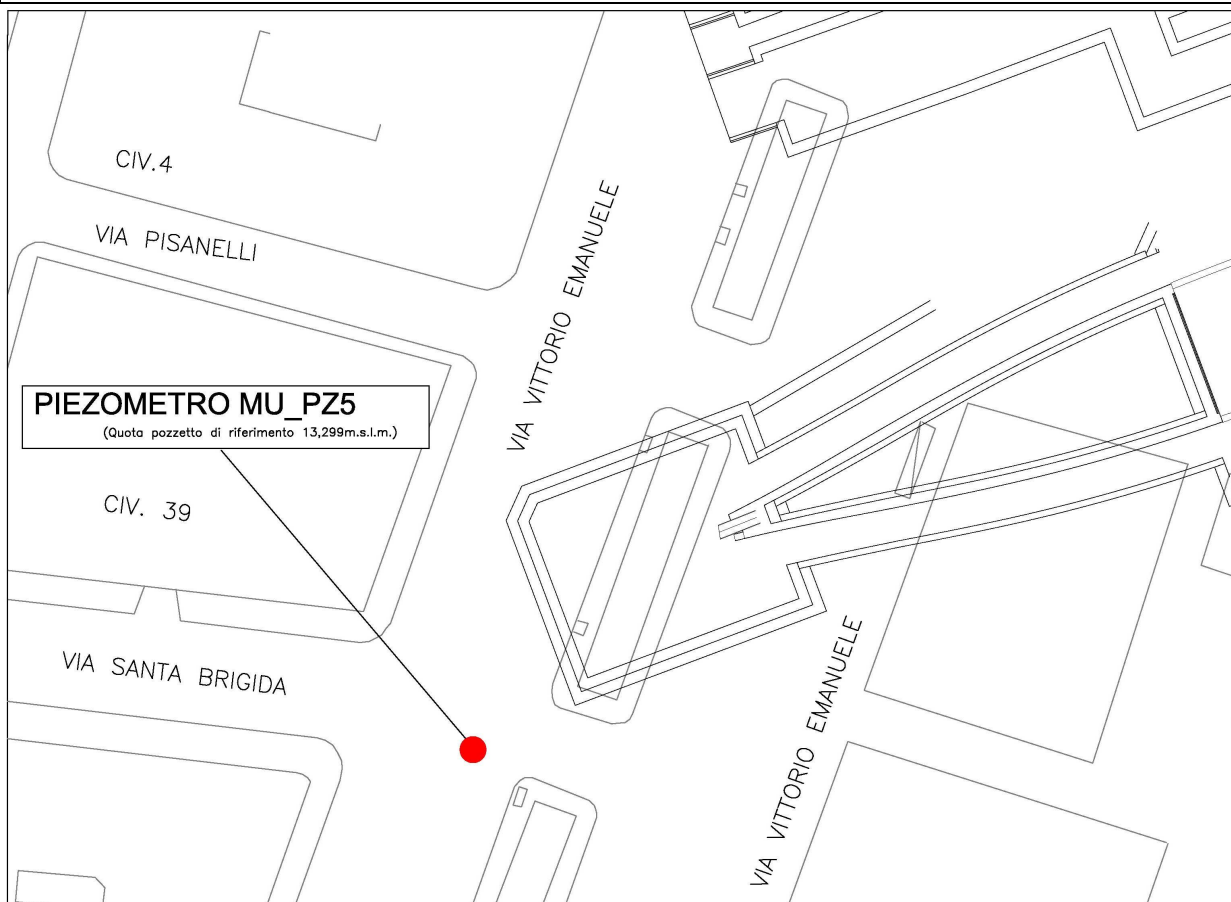 CIV.4
VIA PISANELLI
VIA VITTORIO EMANUELE
PIEZOMETRO MU_PZ5
(Quota pozzetto di riferimento 13,299m.s.l.m.)
CIV. 39
VIA SANTA BRIGIDA
VIA VITTORIO EMANUELE